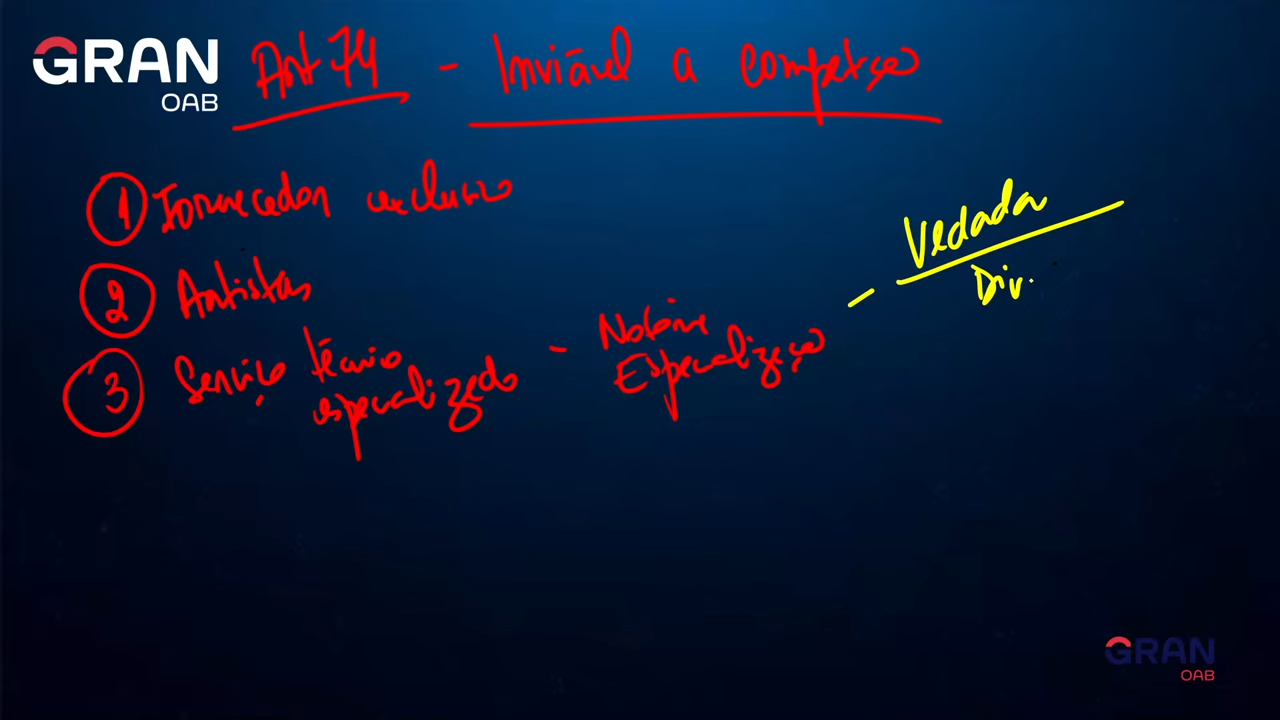 GRAN
OAB
Art 74 - Inviável a competição
1 Fornecedor exclusivo
2 Artistas
3 Serviço técnico
especializado
- Notória
Especialização
- Vedada
Div.
GRAN
OAB